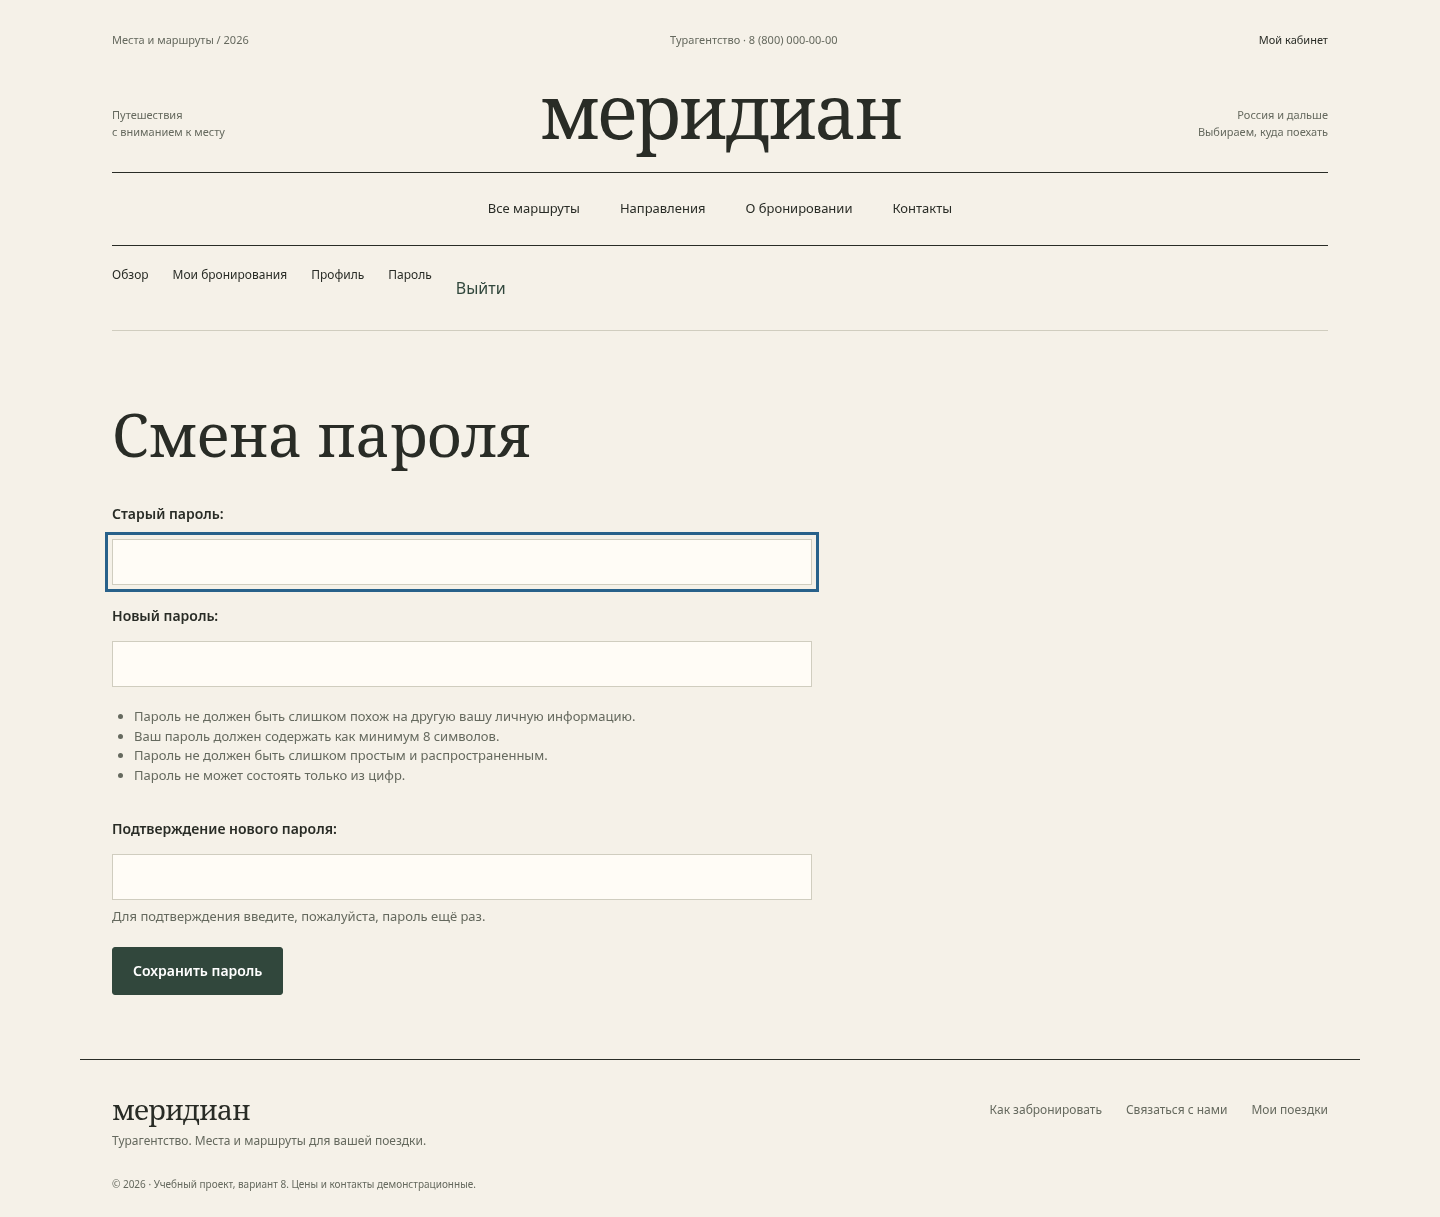 Места и маршруты / 2026
Турагентство · 8 (800) 000-00-00
Мой кабинет
Путешествия
с вниманием к месту
меридиан
Россия и дальше
Выбираем, куда поехать
Все маршруты
Направления
О бронировании
Контакты
Обзор
Мои бронирования
Профиль
Пароль
Выйти
Смена пароля
Старый пароль:
Новый пароль:
Пароль не должен быть слишком похож на другую вашу личную информацию.
Ваш пароль должен содержать как минимум 8 символов.
Пароль не должен быть слишком простым и распространенным.
Пароль не может состоять только из цифр.
Подтверждение нового пароля:
Для подтверждения введите, пожалуйста, пароль ещё раз.
Сохранить пароль
меридиан
Турагентство. Места и маршруты для вашей поездки.
Как забронировать
Связаться с нами
Мои поездки
© 2026 · Учебный проект, вариант 8. Цены и контакты демонстрационные.